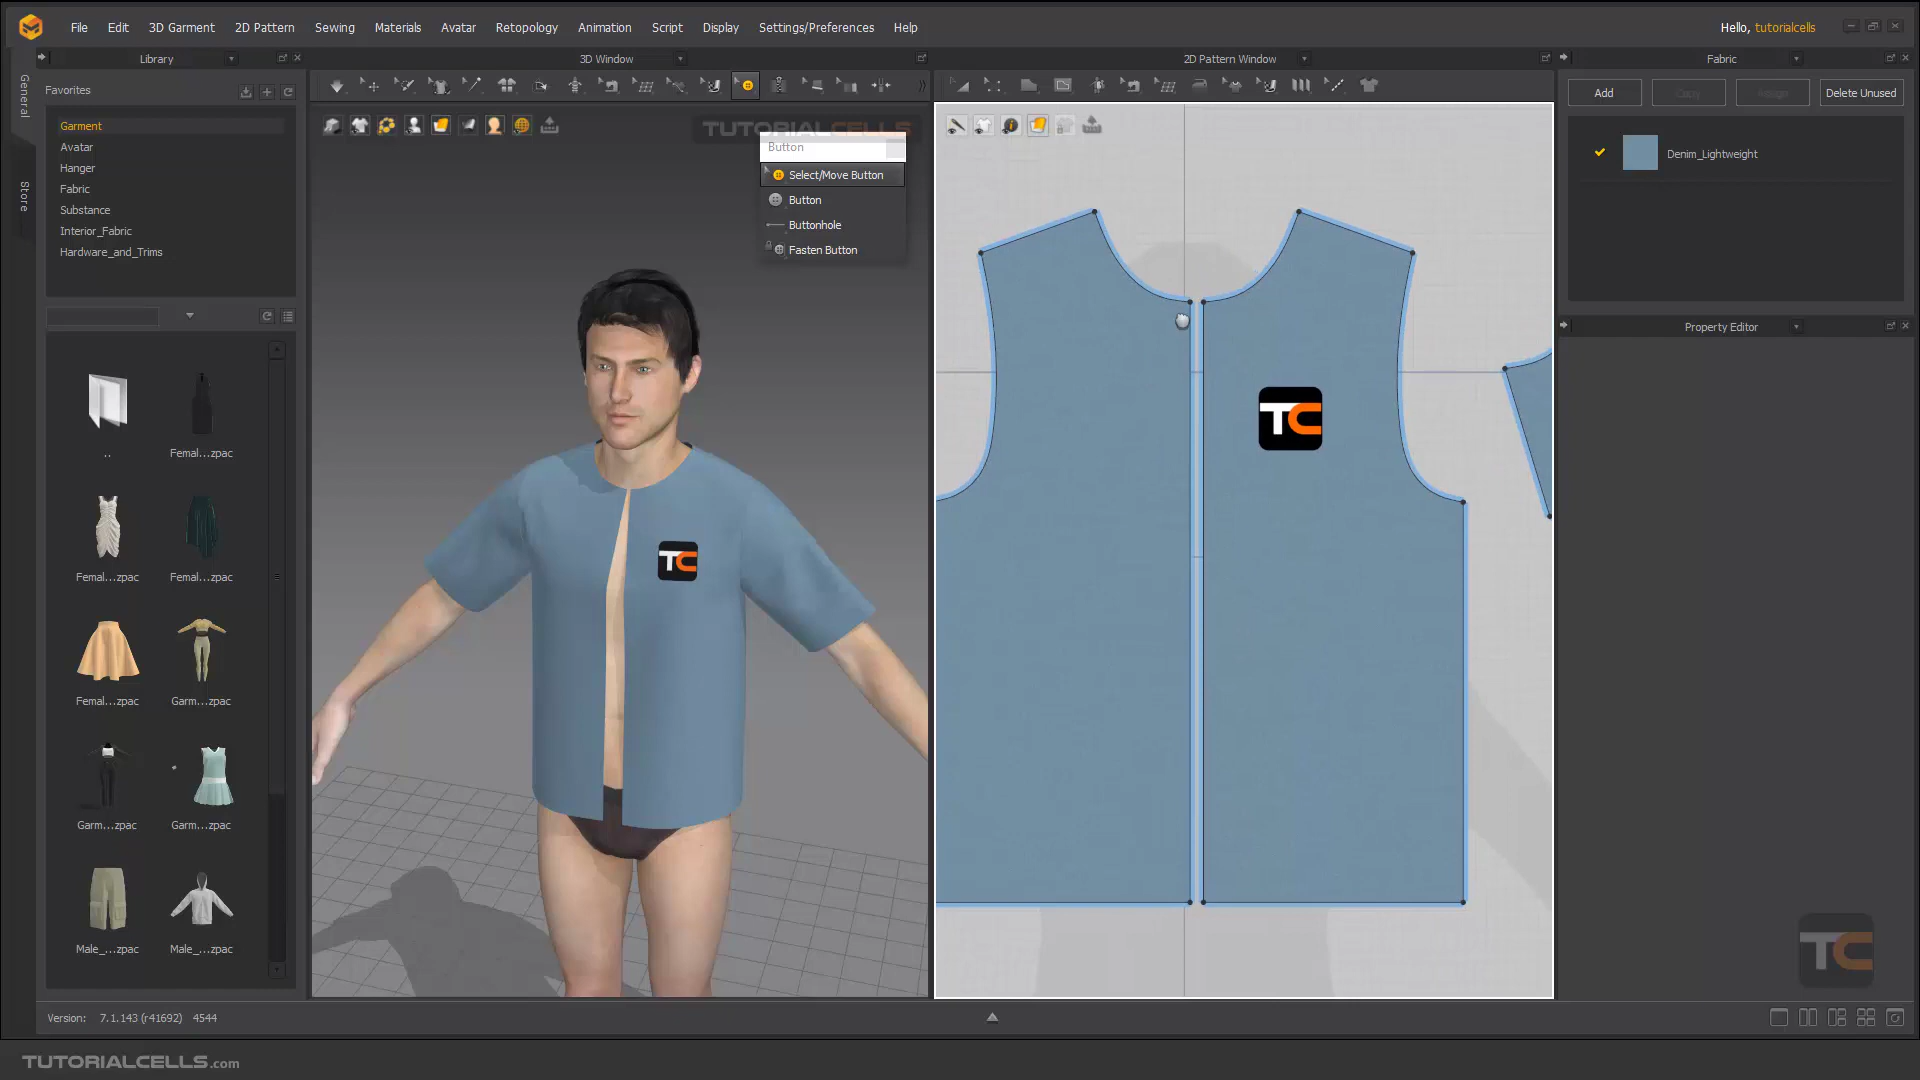 File Edit 3D Garment 2D Pattern Sewing Materials Avatar Retopology Animation Script Display Settings/Preferences Help
Hello, tutorialcells
Library
3D Window
2D Pattern Window
Fabric
General
Store
Favorites
Garment
Avatar
Hanger
Fabric
Substance
Interior_Fabric
Hardware_and_Trims
..
Femal...zpac
Femal...zpac
Femal...zpac
Femal...zpac
Garm...zpac
Garm...zpac
Garm...zpac
Male_...zpac
Male_...zpac
TUTORIALCELLS
Button
Select/Move Button
Button
Buttonhole
Fasten Button
TC
TC
Add
Copy
Assign
Delete Unused
Denim_Lightweight
Property Editor
TC
Version: 7.1.143 (r41692) 4544
TUTORIALCELLS.com